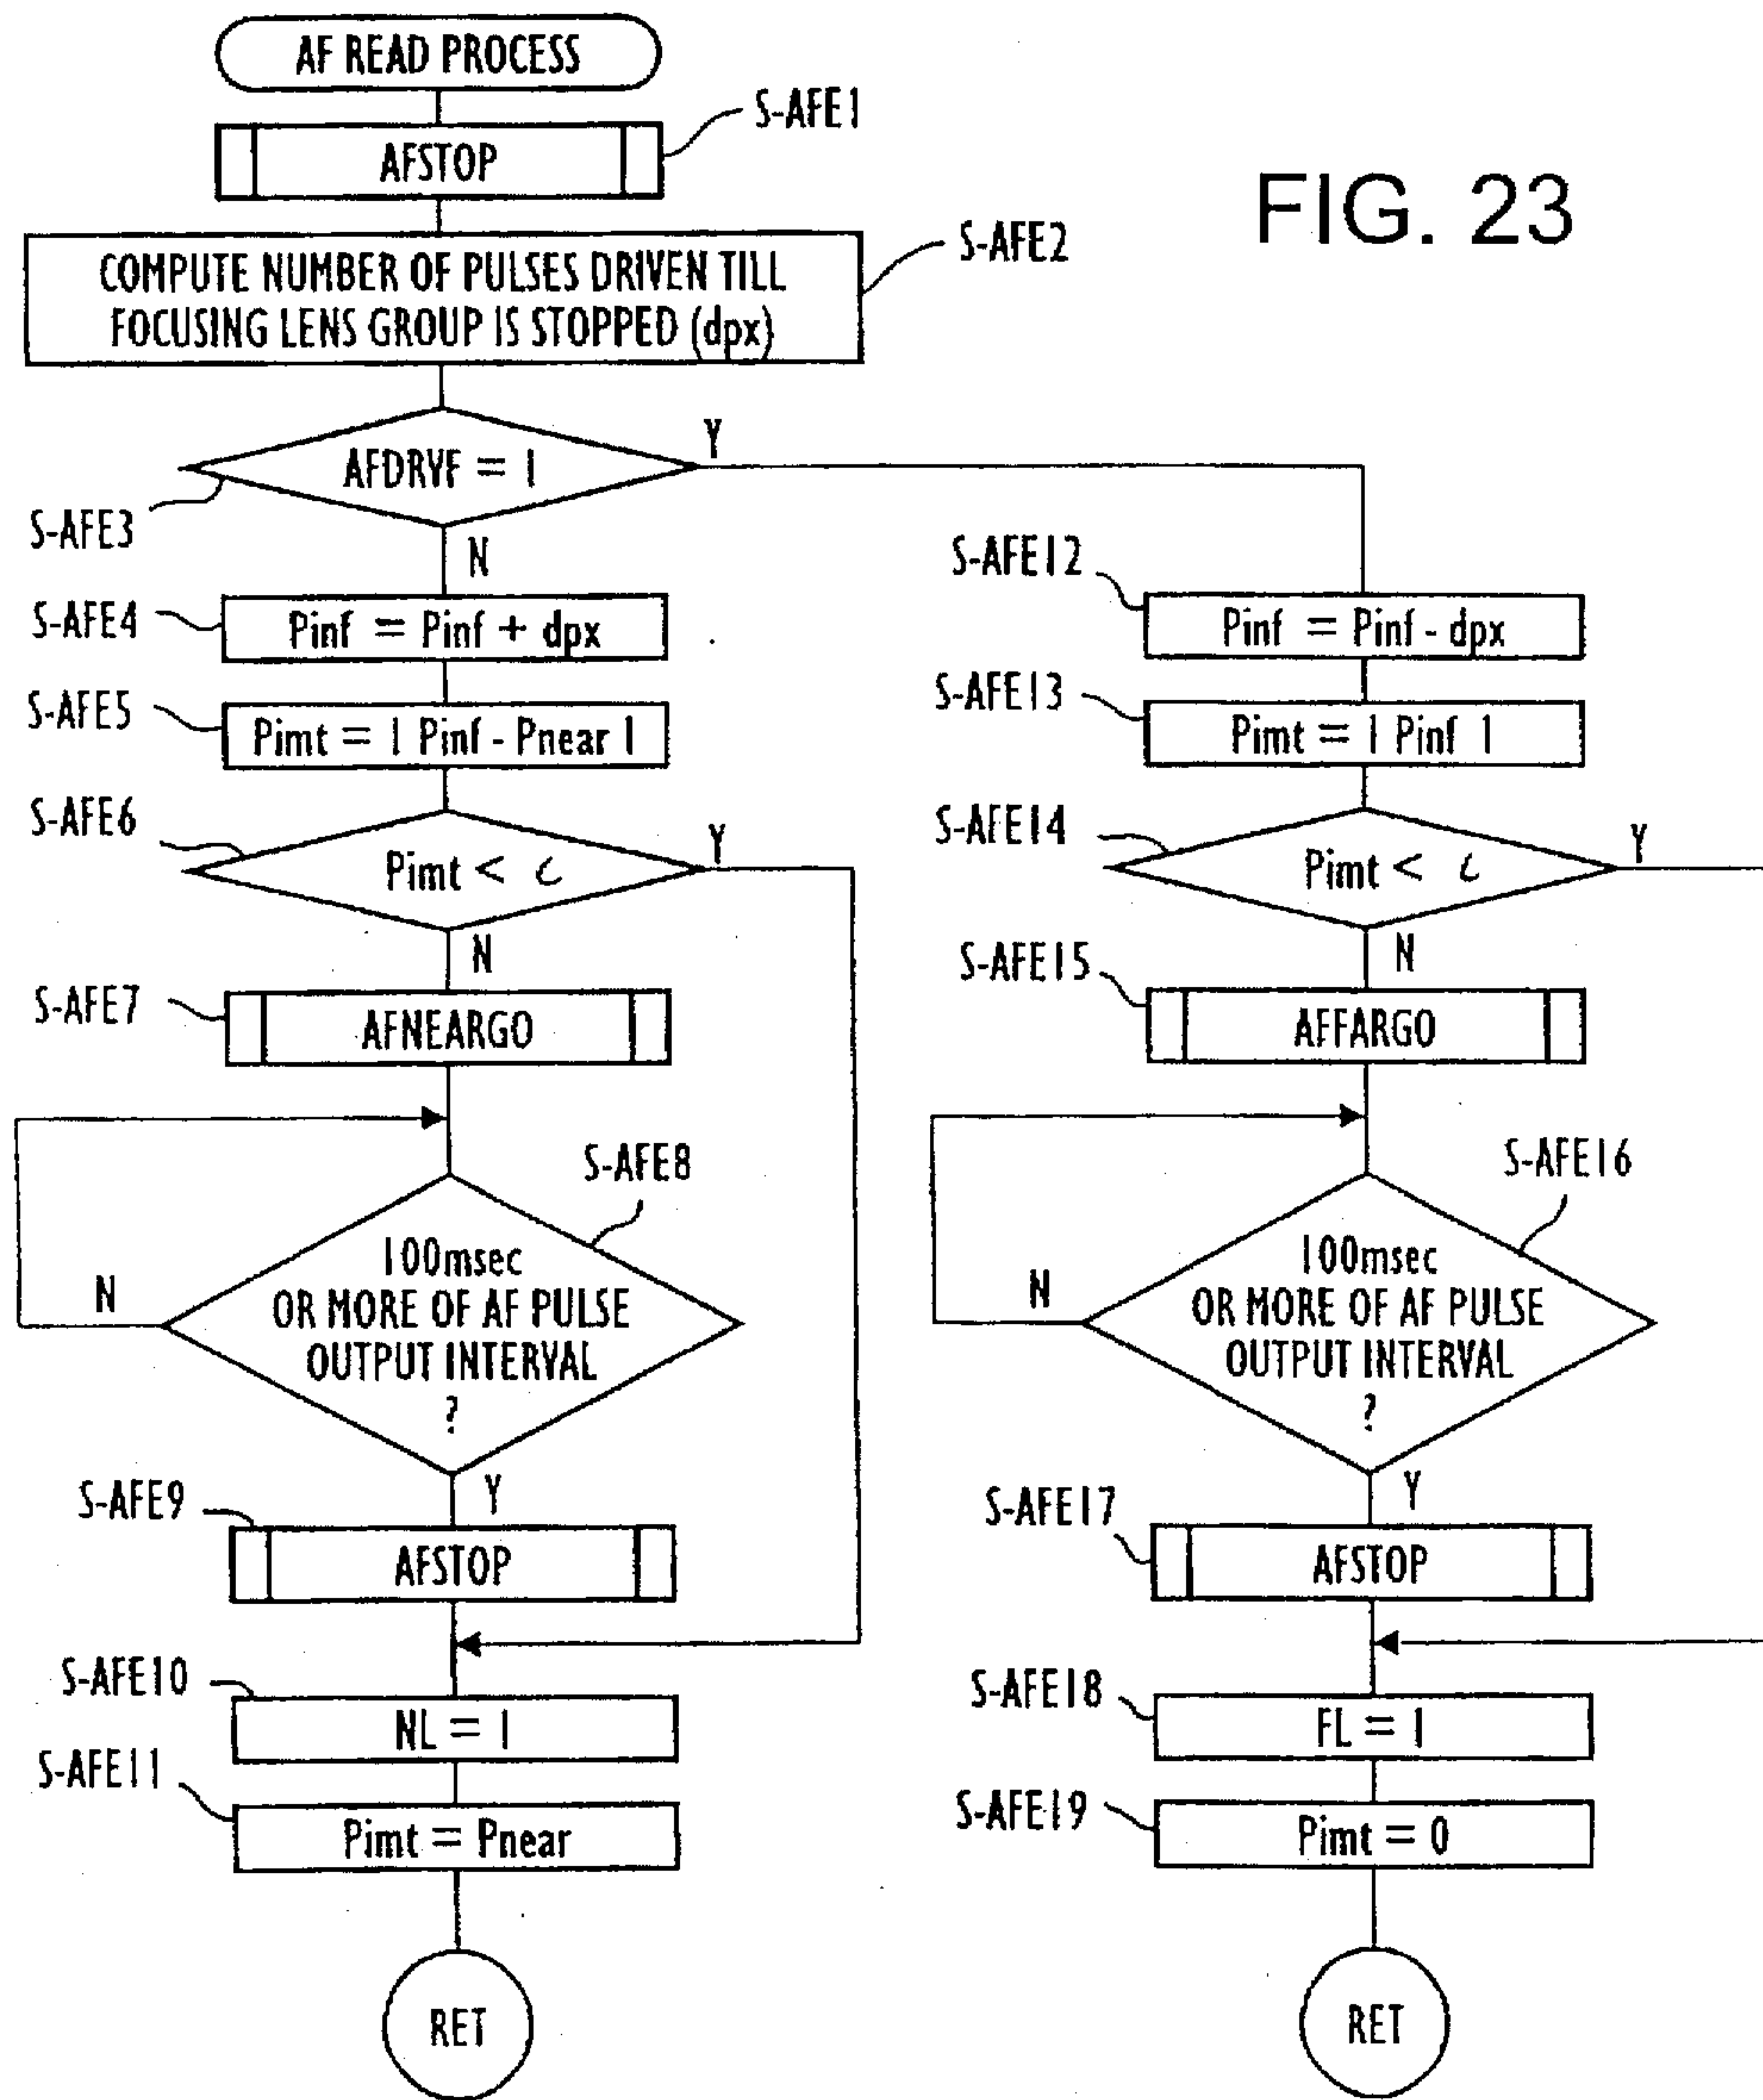 AF READ PROCESS
S-AFE1
AFSTOP
FIG. 23
S-AFE2
COMPUTE NUMBER OF PULSES DRIVEN TILL
FOCUSING LENS GROUP IS STOPPED (dpx)
AFDRVF = 1
Y
S-AFE3
N
S-AFE4
Pinf = Pinf + dpx
S-AFE5
Pimt = | Pinf - Pnear |
S-AFE6
Pimt <
Y
N
S-AFE7
AFNEARGO
S-AFE8
100msec
OR MORE OF AF PULSE
OUTPUT INTERVAL
?
N
Y
S-AFE9
AFSTOP
S-AFE10
NL = 1
S-AFE11
Pimt = Pnear
RET
S-AFE12
Pinf = Pinf - dpx
S-AFE13
Pimt = | Pinf |
S-AFE14
Pimt <
Y
N
S-AFE15
AFFARGO
S-AFE16
100msec
OR MORE OF AF PULSE
OUTPUT INTERVAL
?
N
Y
S-AFE17
AFSTOP
S-AFE18
FL = 1
S-AFE19
Pimt = 0
RET